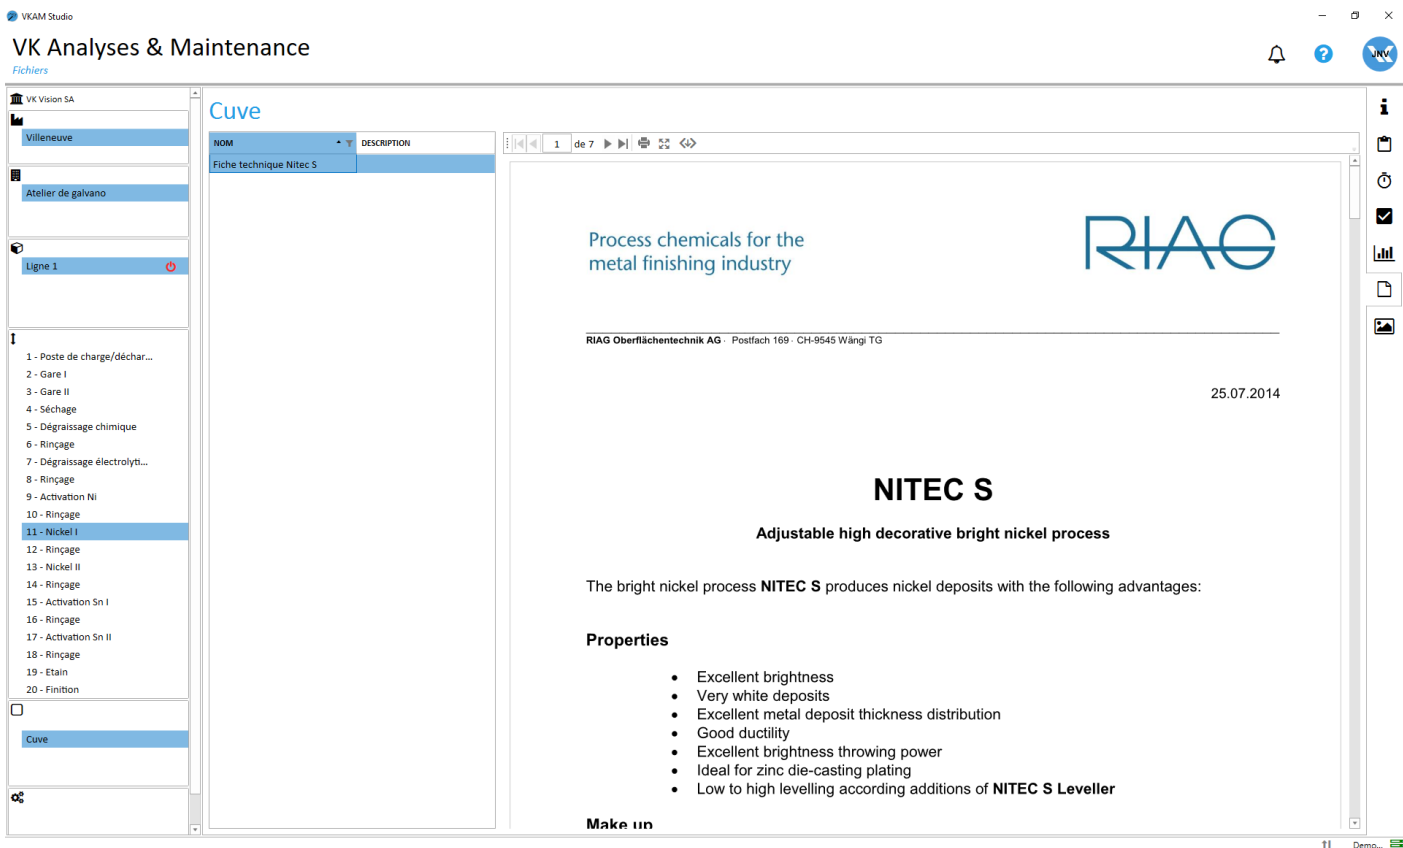 VKAM Studio
VK Analyses & Maintenance
Fichiers
JNV
VK Vision SA
Villeneuve
Atelier de galvano
Ligne 1
1 - Poste de charge/déchar...
2 - Gare I
3 - Gare II
4 - Séchage
5 - Dégraissage chimique
6 - Rinçage
7 - Dégraissage électrolyti...
8 - Rinçage
9 - Activation Ni
10 - Rinçage
11 - Nickel I
12 - Rinçage
13 - Nickel II
14 - Rinçage
15 - Activation Sn I
16 - Rinçage
17 - Activation Sn II
18 - Rinçage
19 - Etain
20 - Finition
Cuve
Cuve
NOM DESCRIPTION
Fiche technique Nitec S
1 de 7
Process chemicals for the
metal finishing industry
RIAG
RIAG Oberflächentechnik AG · Postfach 169 · CH-9545 Wängi TG
25.07.2014
NITEC S
Adjustable high decorative bright nickel process
The bright nickel process NITEC S produces nickel deposits with the following advantages:
Properties
• Excellent brightness
• Very white deposits
• Excellent metal deposit thickness distribution
• Good ductility
• Excellent brightness throwing power
• Ideal for zinc die-casting plating
• Low to high levelling according additions of NITEC S Leveller
Make up
Demo...